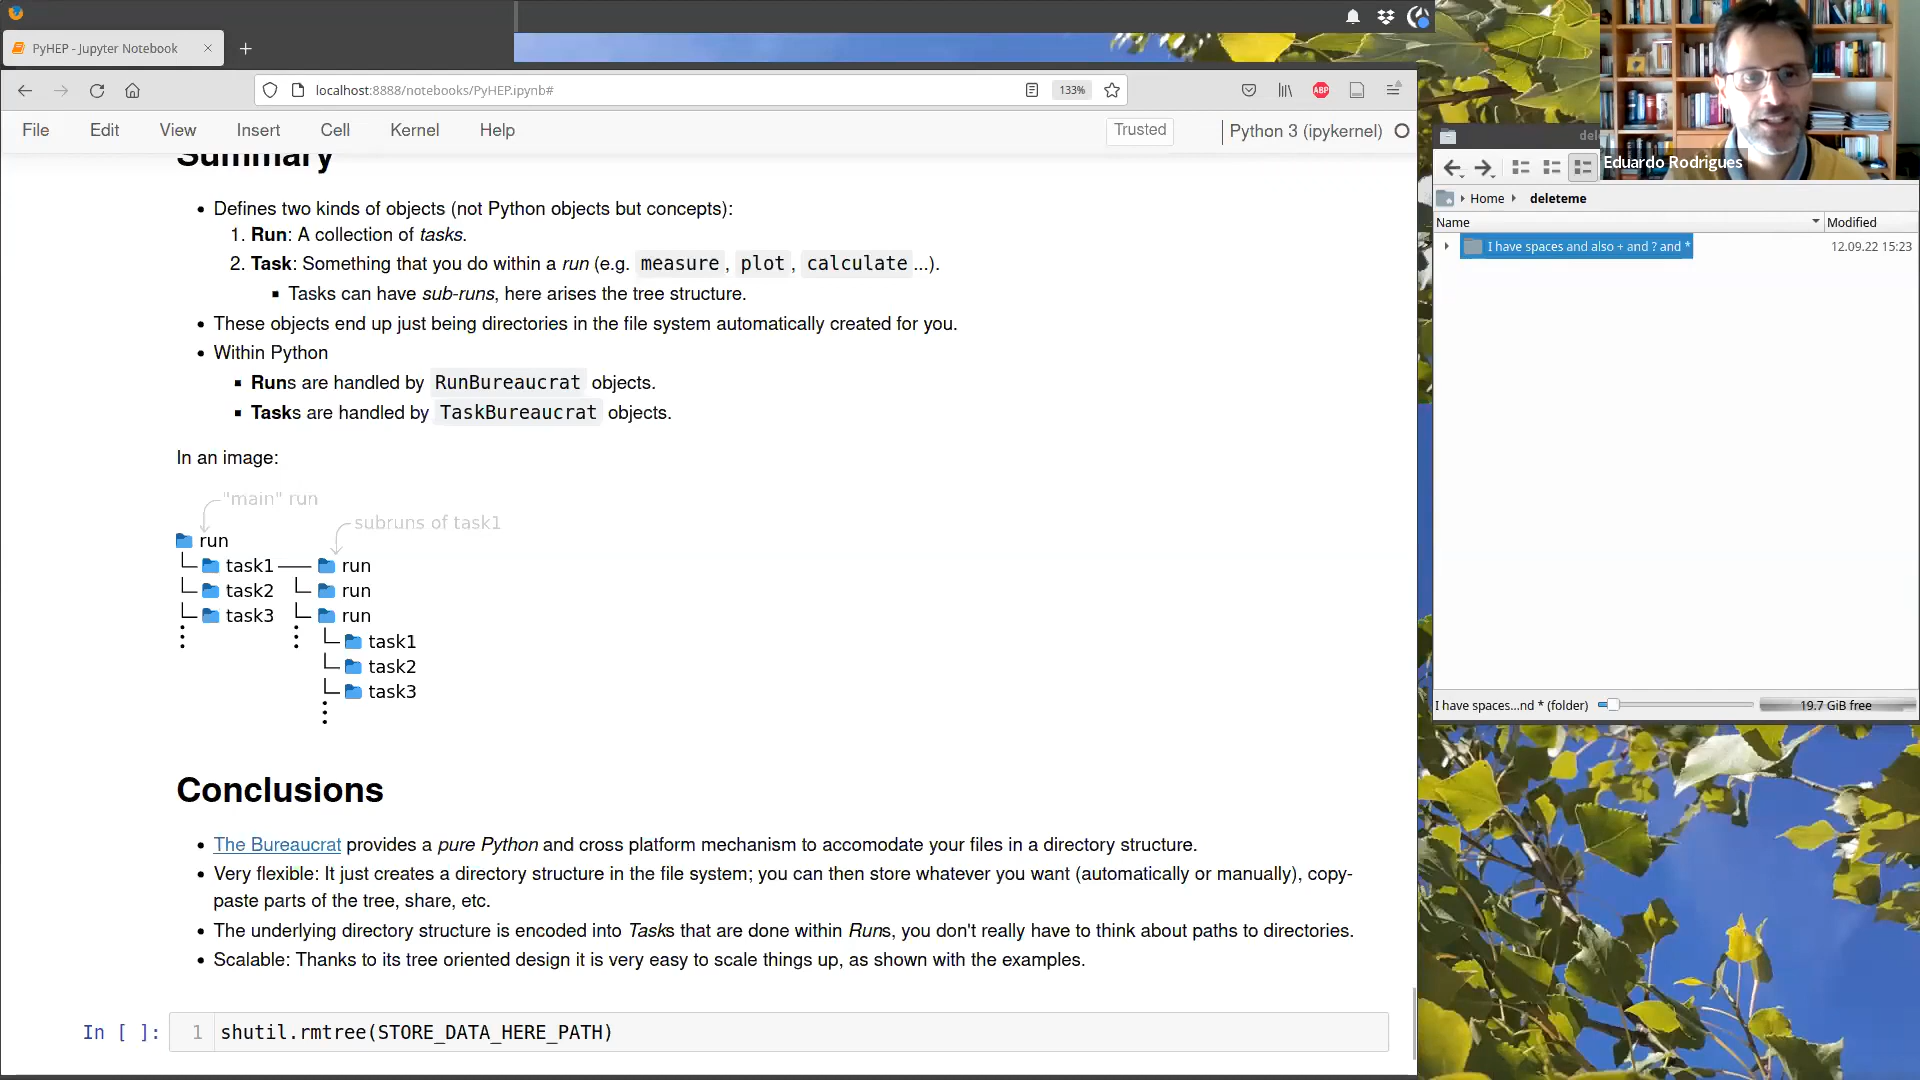 PyHEP - Jupyter Notebook
localhost:8888/notebooks/PyHEP.ipynb#
133%
ABP
File Edit View Insert Cell Kernel Help
Trusted
Python 3 (ipykernel)
Summary
Defines two kinds of objects (not Python objects but concepts):
1. Run: A collection of tasks.
2. Task: Something that you do within a run (e.g. measure, plot, calculate...).
Tasks can have sub-runs, here arises the tree structure.
These objects end up just being directories in the file system automatically created for you.
Within Python
Runs are handled by RunBureaucrat objects.
Tasks are handled by TaskBureaucrat objects.
In an image:
"main" run
subruns of task1
run
task1 run
task2 run
task3 run
task1
task2
task3
Conclusions
The Bureaucrat provides a pure Python and cross platform mechanism to accomodate your files in a directory structure.
Very flexible: It just creates a directory structure in the file system; you can then store whatever you want (automatically or manually), copy-
paste parts of the tree, share, etc.
The underlying directory structure is encoded into Tasks that are done within Runs, you don't really have to think about paths to directories.
Scalable: Thanks to its tree oriented design it is very easy to scale things up, as shown with the examples.
In [ ]: 1 shutil.rmtree(STORE_DATA_HERE_PATH)
Eduardo Rodrigues
Home deleteme
Name Modified
I have spaces and also + and ? and * 12.09.22 15:23
I have spaces...nd * (folder) 19.7 GiB free